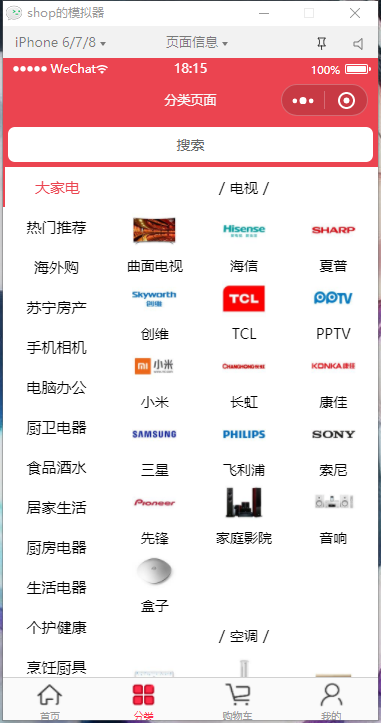 shop的模拟器
iPhone 6/7/8
页面信息
WeChat
18:15
100%
分类页面
搜索
大家电
热门推荐
海外购
苏宁房产
手机相机
电脑办公
厨卫电器
食品酒水
居家生活
厨房电器
生活电器
个护健康
烹饪厨具
/ 电视 /
Hisense
SHARP
曲面电视
海信
夏普
Skyworth
创维
TCL
PPTV
创维
TCL
PPTV
小米
CHANGHONG长虹
KONKA康佳
小米
长虹
康佳
SAMSUNG
PHILIPS
SONY
三星
飞利浦
索尼
Pioneer
先锋
家庭影院
音响
盒子
/ 空调 /
首页
分类
购物车
我的